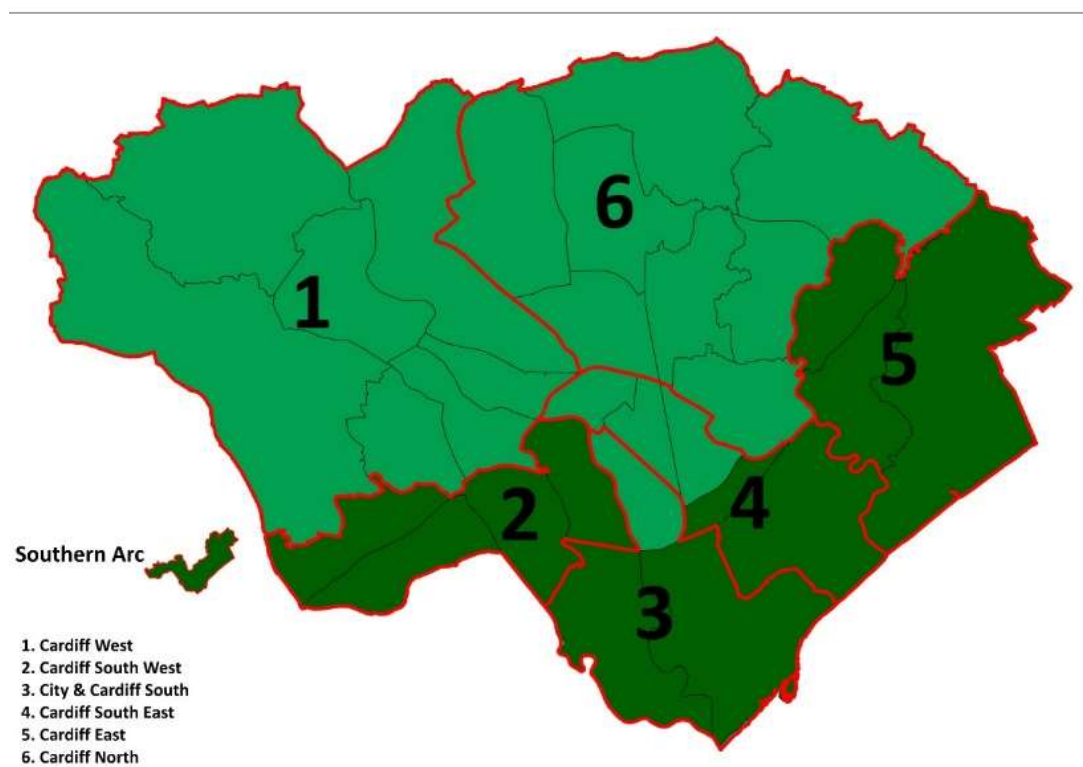 6
1
5
2
4
Southern Arc
3
1. Cardiff West
2. Cardiff South West
3. City & Cardiff South
4. Cardiff South East
5. Cardiff East
6. Cardiff North